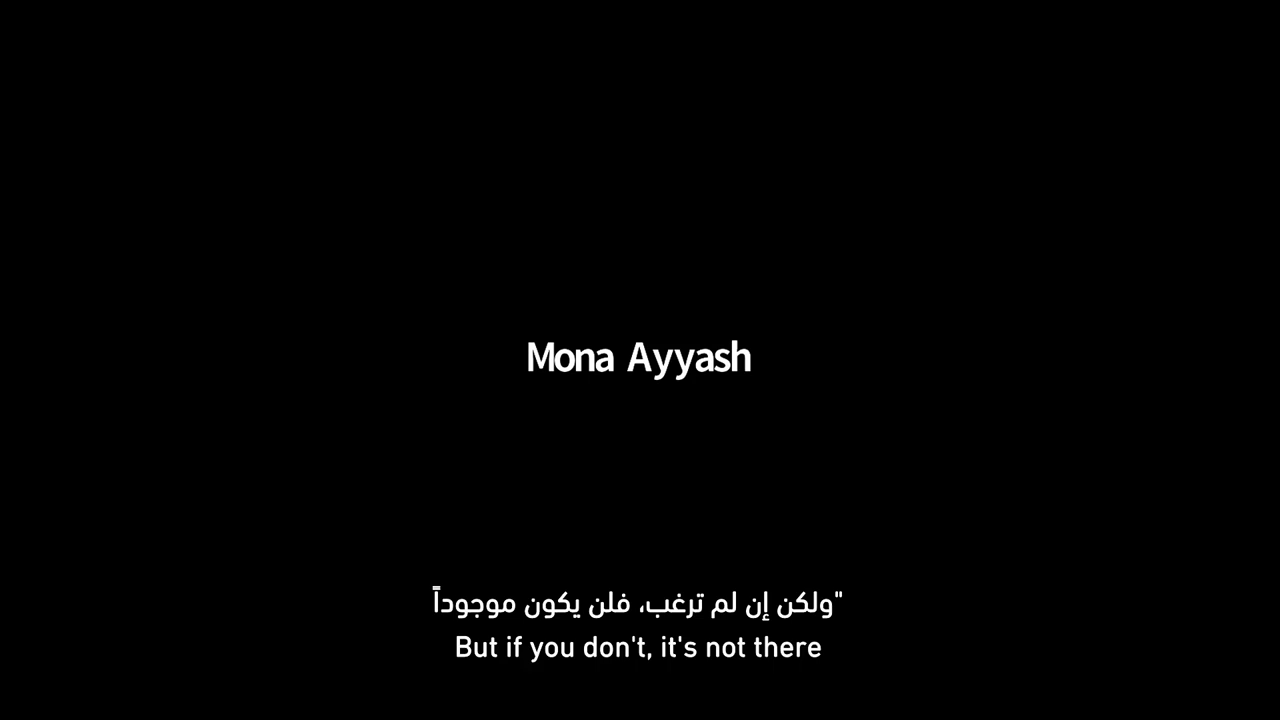 Mona Ayyash
"ولكن إن لم ترغب، فلن يكون موجوداً
But if you don't, it's not there